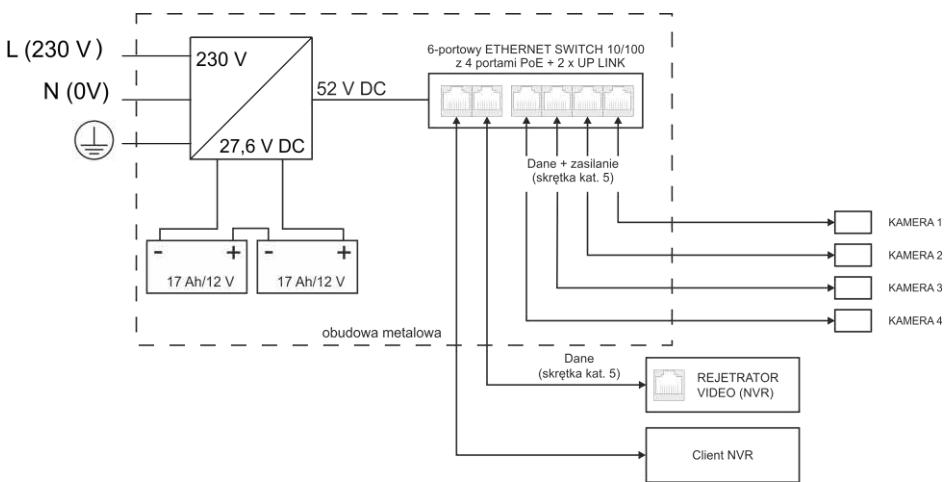 L (230 V)
N (0V)
230 V
27,6 V DC
52 V DC
6-portowy ETHERNET SWITCH 10/100
z 4 portami PoE + 2 x UP LINK
Dane + zasilanie
(skrętka kat. 5)
- +
17 Ah/12 V
- +
17 Ah/12 V
obudowa metalowa
KAMERA 1
KAMERA 2
KAMERA 3
KAMERA 4
Dane
(skrętka kat. 5)
REJETRATOR
VIDEO (NVR)
Client NVR